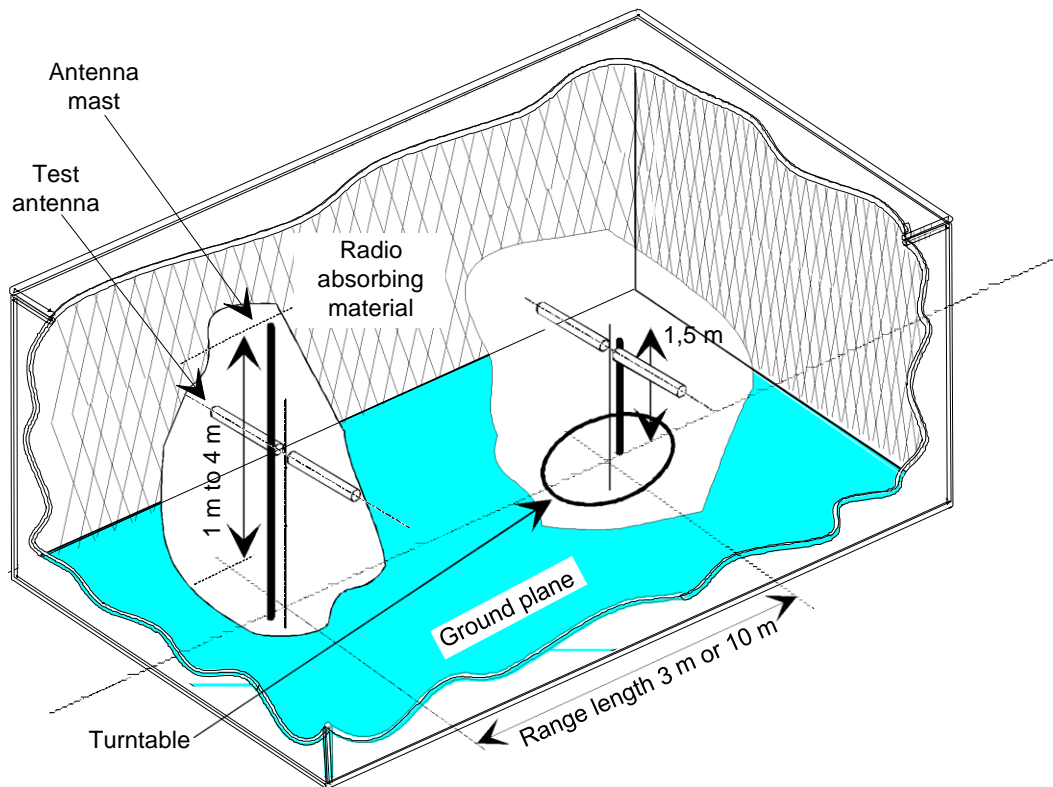 Antenna
mast
Test
antenna
Radio
absorbing
material
1,5 m
1 m to 4 m
Ground plane
Range length 3 m or 10 m
Turntable